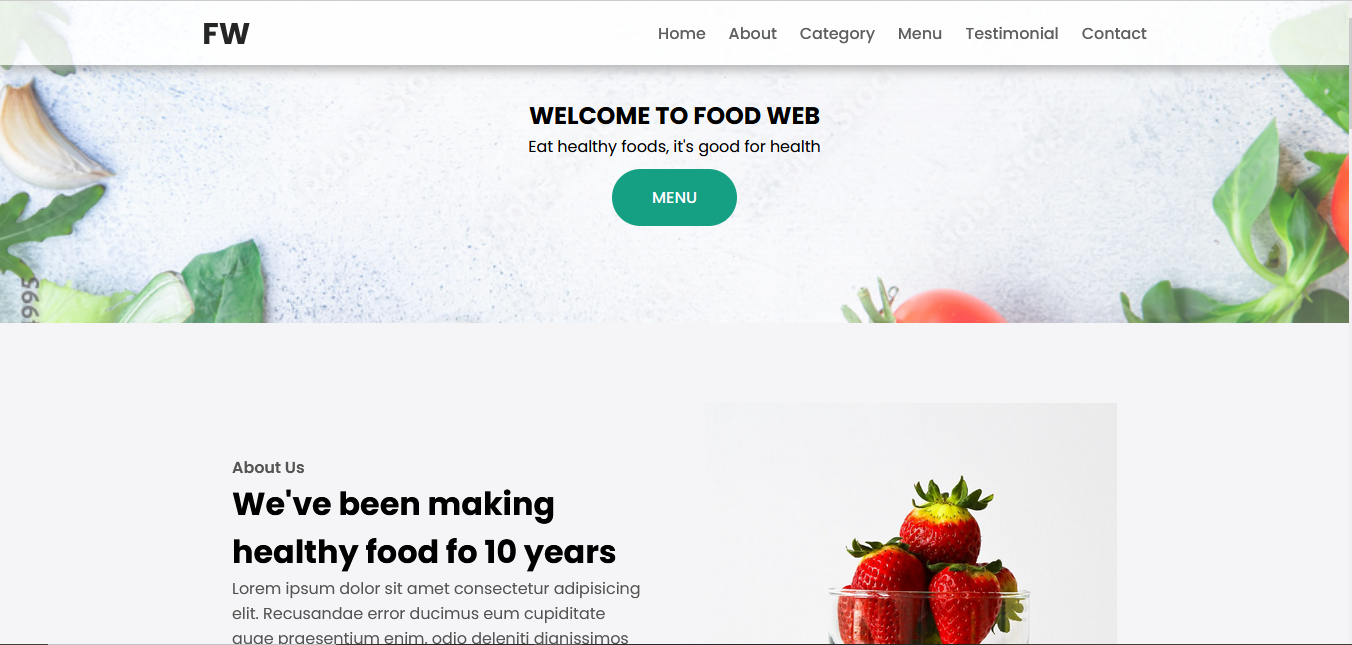 FW
Home About Category Menu Testimonial Contact
WELCOME TO FOOD WEB
Eat healthy foods, it's good for health
MENU
About Us
We've been making
healthy food fo 10 years
Lorem ipsum dolor sit amet consectetur adipisicing
elit. Recusandae error ducimus eum cupiditate
quae praesentium enim, odio deleniti dignissimos